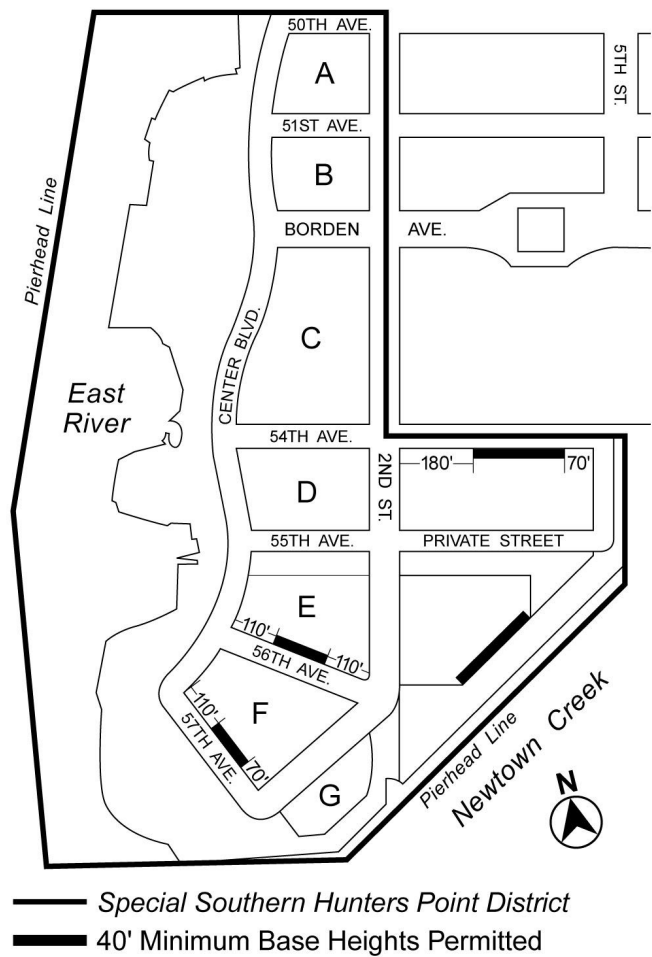 50TH AVE.
A
5TH ST.
51ST AVE.
B
BORDEN AVE.
Pierhead Line
C
CENTER BLVD.
East
River
54TH AVE.
2ND ST.
180'
70'
D
55TH AVE.
PRIVATE STREET
E
110'
110'
56TH AVE.
F
110'
57TH AVE.
70'
G
Pierhead Line
Newtown Creek
N
Special Southern Hunters Point District
40' Minimum Base Heights Permitted